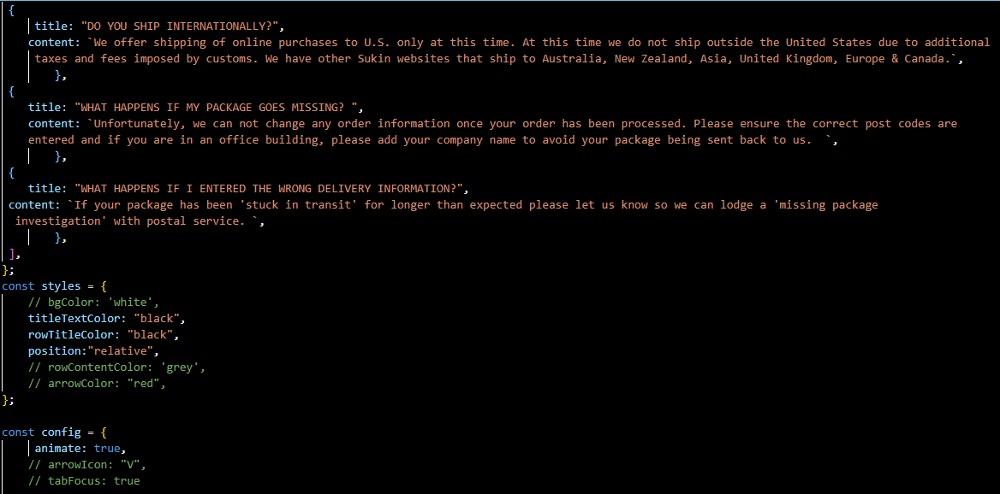 {
title: "DO YOU SHIP INTERNATIONALLY?",
content: `We offer shipping of online purchases to U.S. only at this time. At this time we do not ship outside the United States due to additional
taxes and fees imposed by customs. We have other Sukin websites that ship to Australia, New Zealand, Asia, United Kingdom, Europe & Canada.`,
},
{
title: "WHAT HAPPENS IF MY PACKAGE GOES MISSING? ",
content: `Unfortunately, we can not change any order information once your order has been processed. Please ensure the correct post codes are
entered and if you are in an office building, please add your company name to avoid your package being sent back to us.  `,
},
{
title: "WHAT HAPPENS IF I ENTERED THE WRONG DELIVERY INFORMATION?",
content: `If your package has been 'stuck in transit' for longer than expected please let us know so we can lodge a 'missing package
investigation' with postal service. `,
},
],
};
const styles = {
// bgColor: 'white',
titleTextColor: "black",
rowTitleColor: "black",
position:"relative",
// rowContentColor: 'grey',
// arrowColor: "red",
};
const config = {
animate: true,
// arrowIcon: "V",
// tabFocus: true